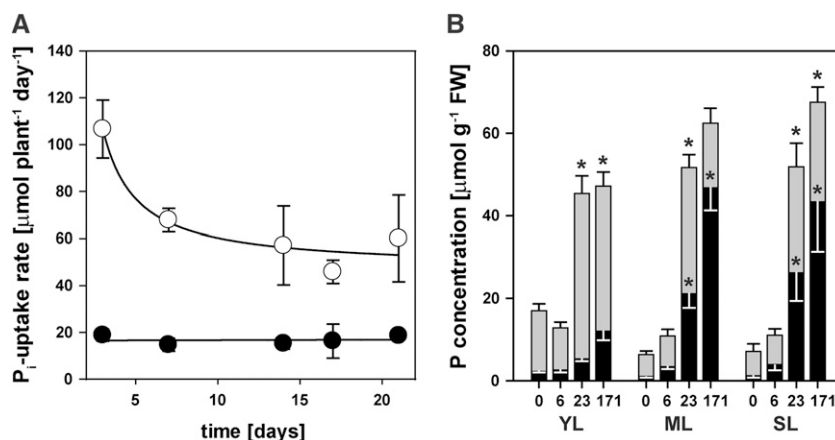 A
140
120
100
80
60
40
20
0
Pi-uptake rate [μmol plant-1 day-1]
5 10 15 20
time [days]
B
80
60
40
20
0
P concentration [μmol g-1 FW]
* * * * * * * * *
0 6 23 171 0 6 23 171 0 6 23 171
YL ML SL